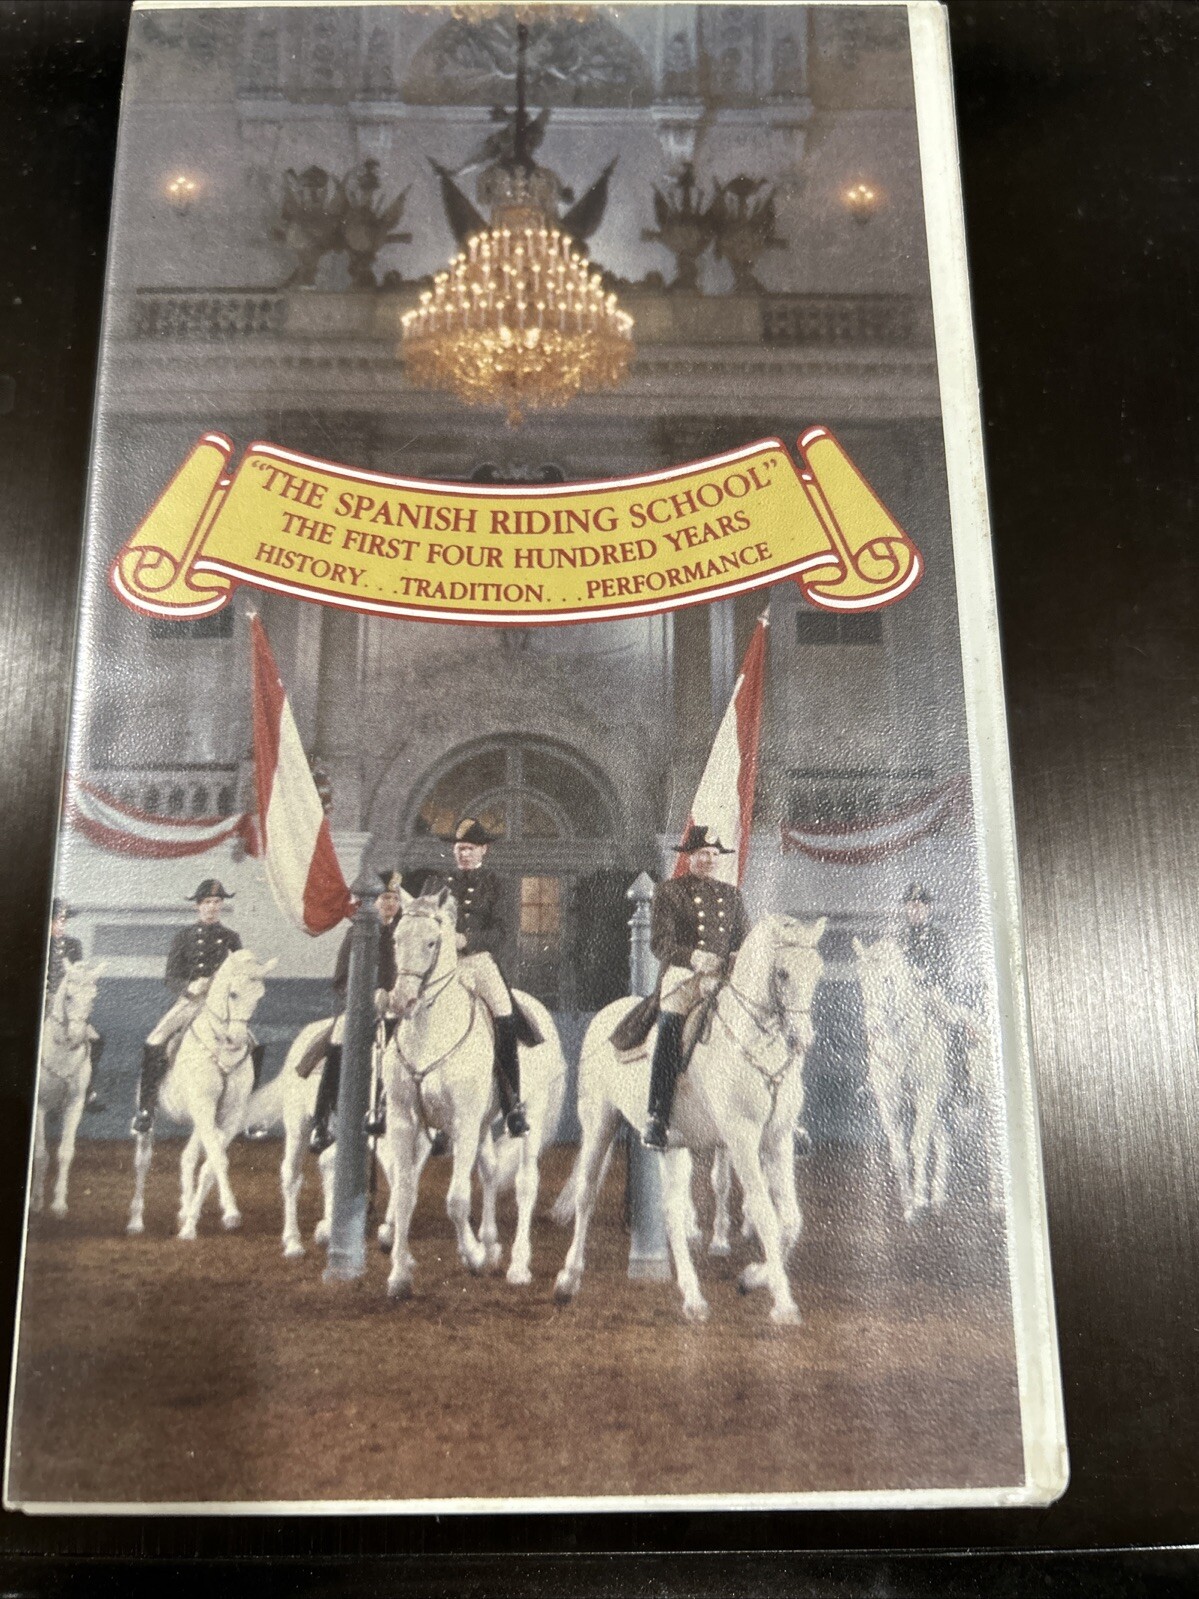 "THE SPANISH RIDING SCHOOL"
THE FIRST FOUR HUNDRED YEARS
HISTORY...TRADITION...PERFORMANCE